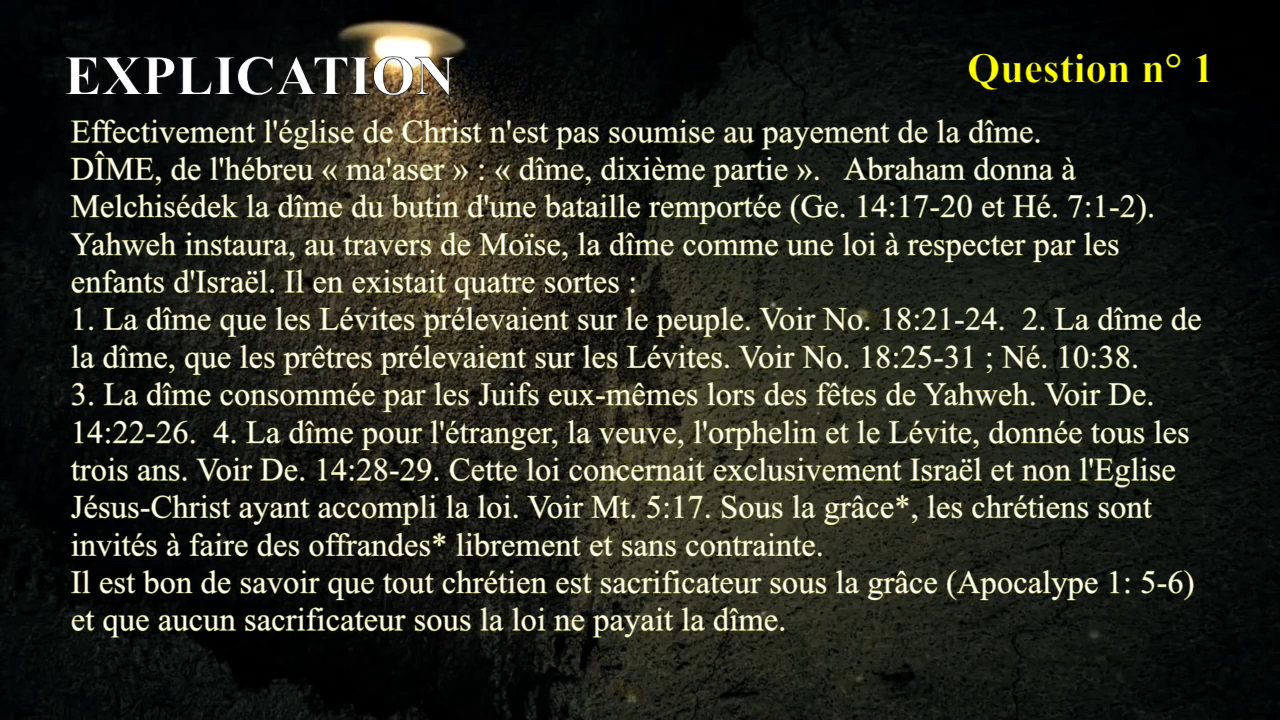 EXPLICATION
Question n° 1
Effectivement l'église de Christ n'est pas soumise au payement de la dîme.
DÎME, de l'hébreu « ma'aser » : « dîme, dixième partie ».   Abraham donna à
Melchisédek la dîme du butin d'une bataille remportée (Ge. 14:17-20 et Hé. 7:1-2).
Yahweh instaura, au travers de Moïse, la dîme comme une loi à respecter par les
enfants d'Israël. Il en existait quatre sortes :
1. La dîme que les Lévites prélevaient sur le peuple. Voir No. 18:21-24.  2. La dîme de
la dîme, que les prêtres prélevaient sur les Lévites. Voir No. 18:25-31 ; Né. 10:38.
3. La dîme consommée par les Juifs eux-mêmes lors des fêtes de Yahweh. Voir De.
14:22-26.  4. La dîme pour l'étranger, la veuve, l'orphelin et le Lévite, donnée tous les
trois ans. Voir De. 14:28-29. Cette loi concernait exclusivement Israël et non l'Eglise
Jésus-Christ ayant accompli la loi. Voir Mt. 5:17. Sous la grâce*, les chrétiens sont
invités à faire des offrandes* librement et sans contrainte.
Il est bon de savoir que tout chrétien est sacrificateur sous la grâce (Apocalype 1: 5-6)
et que aucun sacrificateur sous la loi ne payait la dîme.